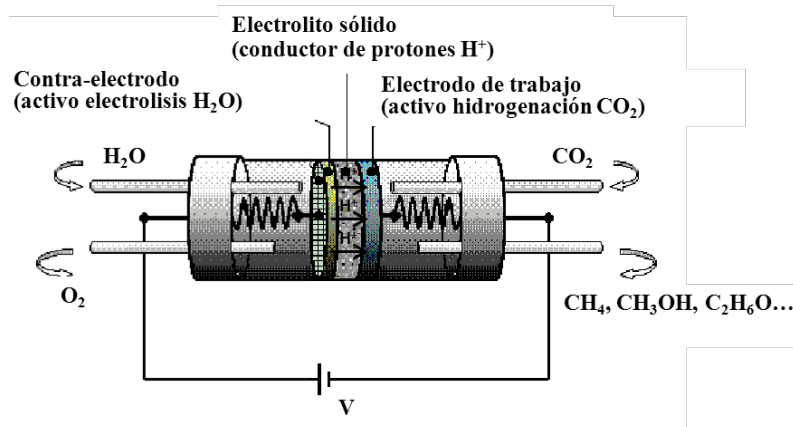 Electrolito sólido
(conductor de protones H⁺)
Contra-electrodo
(activo electrolisis H₂O)
Electrodo de trabajo
(activo hidrogenación CO₂)
H₂O
CO₂
H⁺
H⁺
H⁺
O₂
CH₄, CH₃OH, C₂H₆O…
V